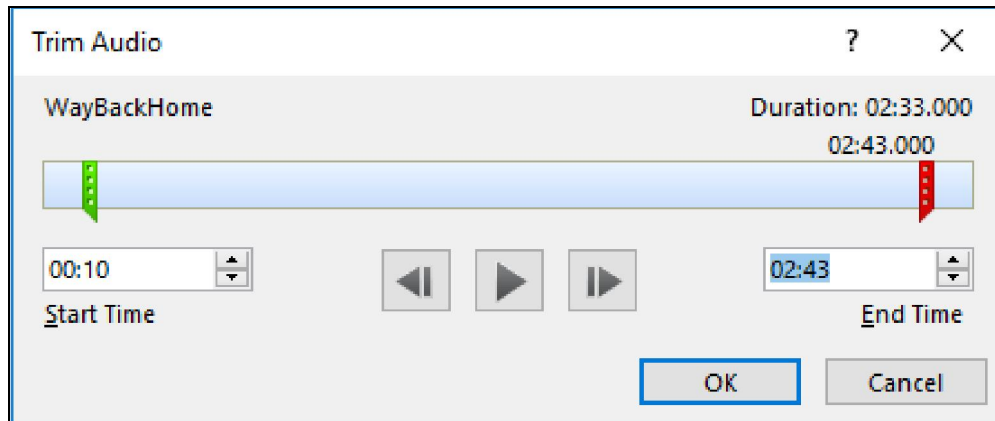 Trim Audio ?
WayBackHome Duration: 02:33.000
02:43.000
00:10 02:43
Start Time End Time
OK Cancel